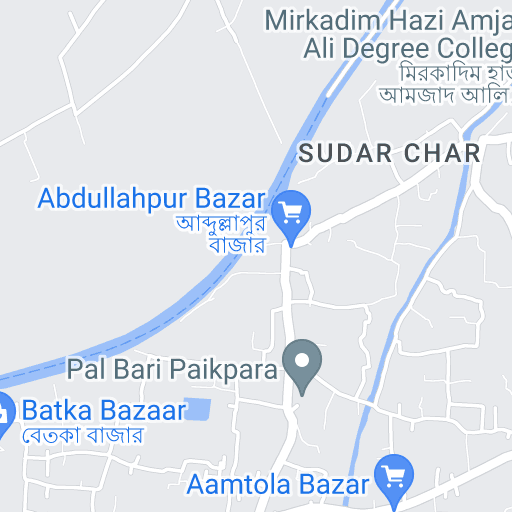 Mirkadim Hazi Amja
Ali Degree Colleg
মিরকাদিম হা
আমজাদ আলি
SUDAR CHAR
Abdullahpur Bazar
আব্দুল্লাপুর
বাজার
Pal Bari Paikpara
Batka Bazaar
বেতকা বাজার
Aamtola Bazar